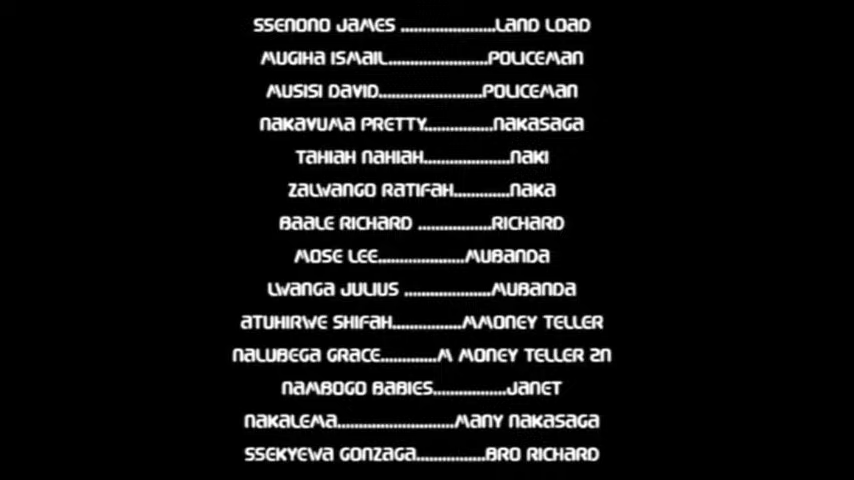 SSENONO JAMES ......................LAND LOAD
MUGIHA ISMAIL.......................POLICEMAN
MUSISI DAVID........................POLICEMAN
NAKAVUMA PRETTY................NAKASAGA
TAHIAH NAHIAH....................NAKI
ZALWANGO RATIFAH.............NAKA
BAALE RICHARD .................RICHARD
MOSE LEE....................MUBANDA
LWANGA JULIUS ....................MUBANDA
ATUHIRWE SHIFAH................MMONEY TELLER
NALUBEGA GRACE.............M MONEY TELLER 2N
NAMBOGO BABIES.................JANET
NAKALEMA...........................MANY NAKASAGA
SSEKYEWA GONZAGA................BRO RICHARD